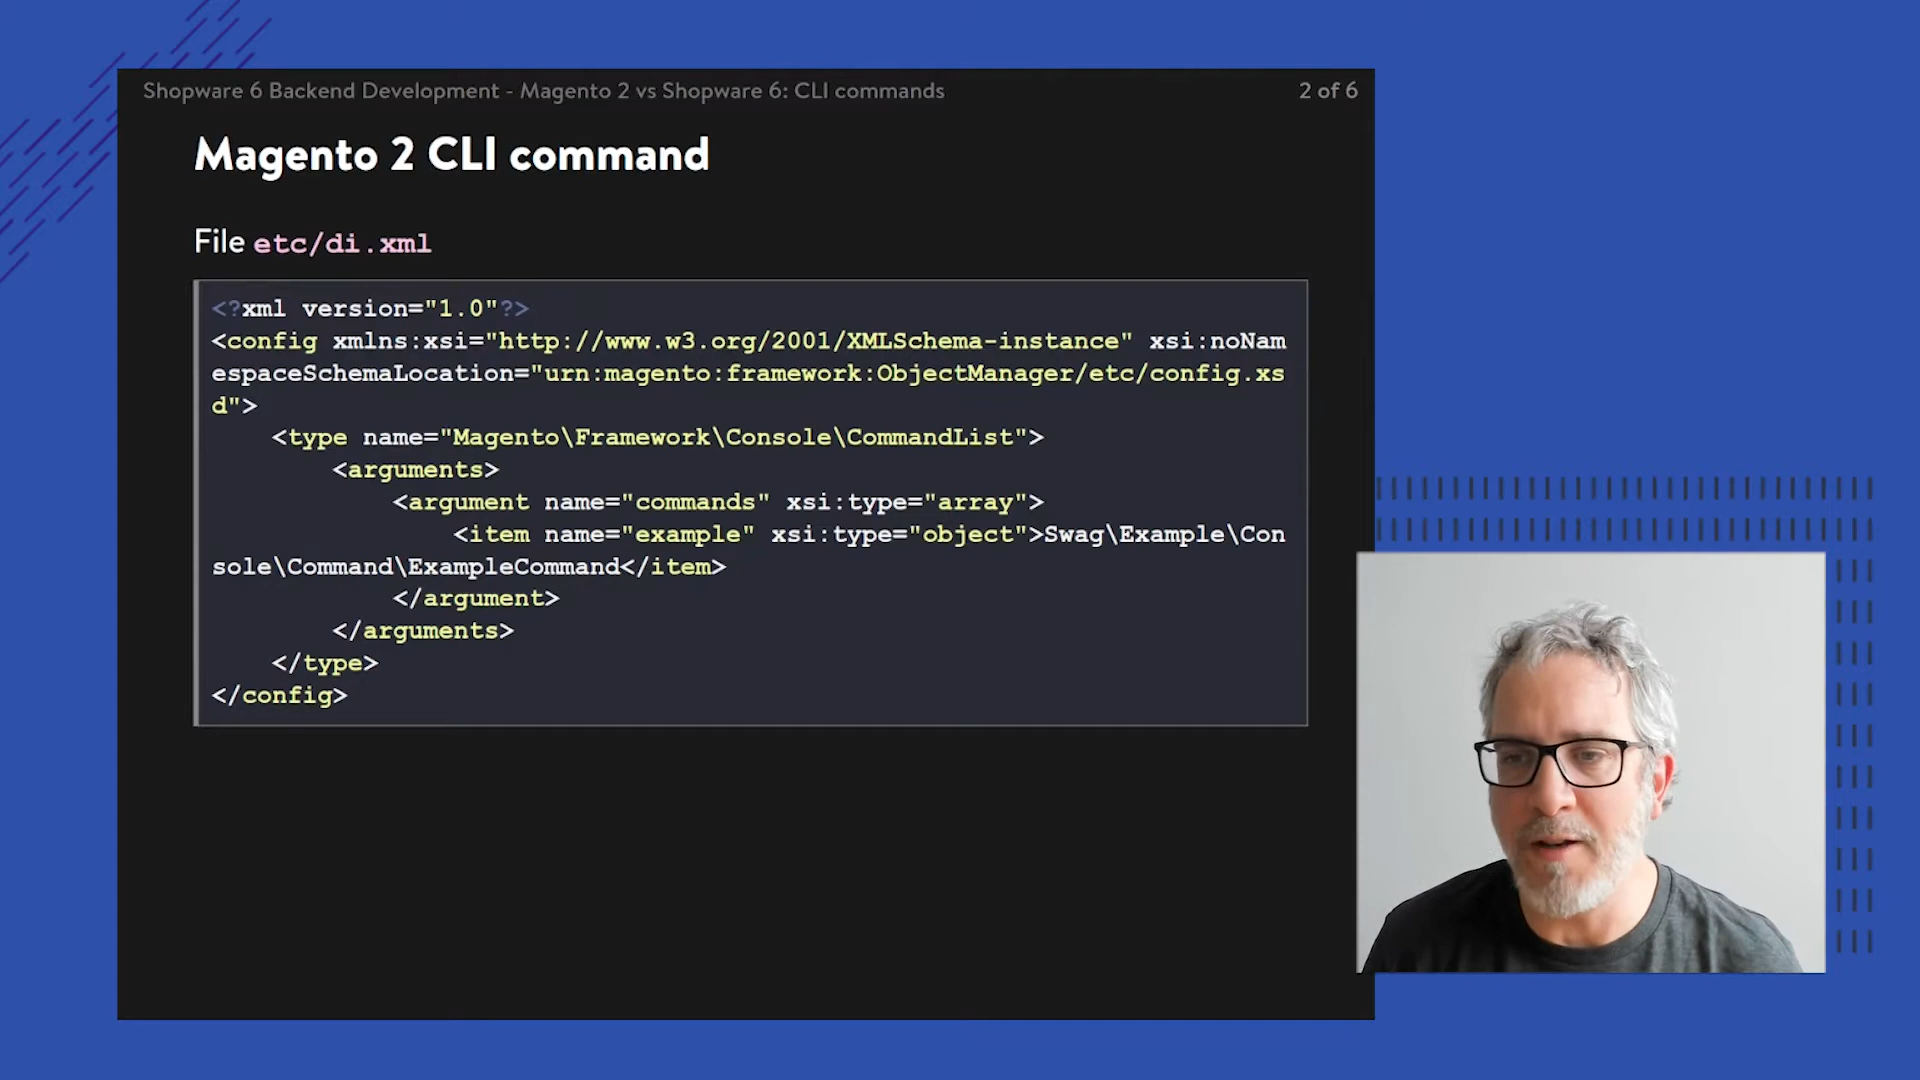 Shopware 6 Backend Development - Magento 2 vs Shopware 6: CLI commands
2 of 6
Magento 2 CLI command
File etc/di.xml
<?xml version="1.0"?>
<config xmlns:xsi="http://www.w3.org/2001/XMLSchema-instance" xsi:noNam
espaceSchemaLocation="urn:magento:framework:ObjectManager/etc/config.xs
d">
    <type name="Magento\Framework\Console\CommandList">
        <arguments>
            <argument name="commands" xsi:type="array">
                <item name="example" xsi:type="object">Swag\Example\Con
sole\Command\ExampleCommand</item>
            </argument>
        </arguments>
    </type>
</config>